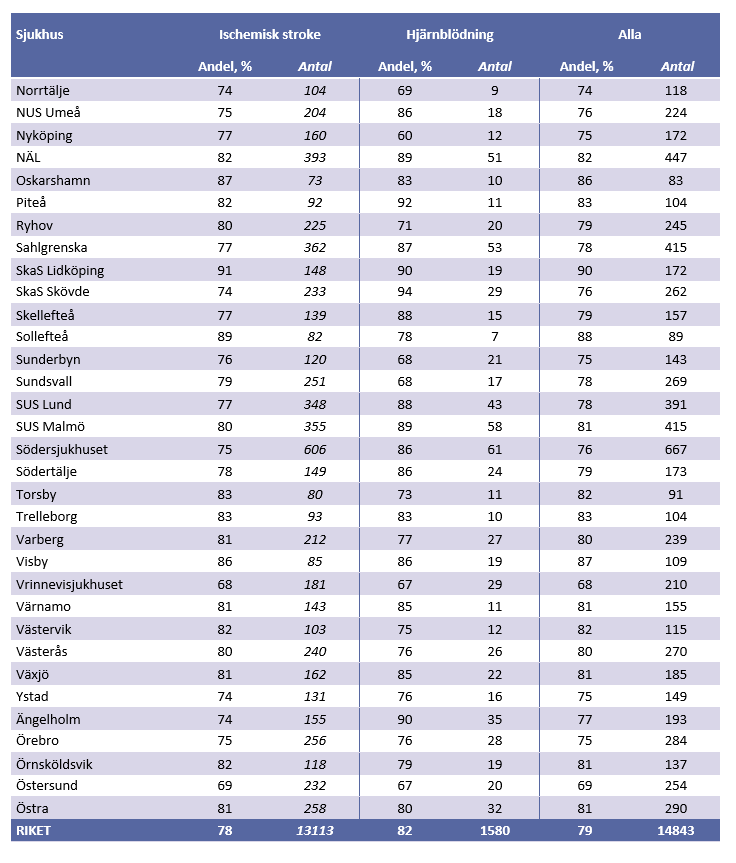 Sjukhus Ischemisk stroke Hjärnblödning Alla
Andel, % Antal Andel, % Antal Andel, % Antal
Norrtälje 74 104 69 9 74 118
NUS Umeå 75 204 86 18 76 224
Nyköping 77 160 60 12 75 172
NÄL 82 393 89 51 82 447
Oskarshamn 87 73 83 10 86 83
Piteå 82 92 92 11 83 104
Ryhov 80 225 71 20 79 245
Sahlgrenska 77 362 87 53 78 415
SkaS Lidköping 91 148 90 19 90 172
SkaS Skövde 74 233 94 29 76 262
Skellefteå 77 139 88 15 79 157
Sollefteå 89 82 78 7 88 89
Sunderbyn 76 120 68 21 75 143
Sundsvall 79 251 68 17 78 269
SUS Lund 77 348 88 43 78 391
SUS Malmö 80 355 89 58 81 415
Södersjukhuset 75 606 86 61 76 667
Södertälje 78 149 86 24 79 173
Torsby 83 80 73 11 82 91
Trelleborg 83 93 83 10 83 104
Varberg 81 212 77 27 80 239
Visby 86 85 86 19 87 109
Vrinnevisjukhuset 68 181 67 29 68 210
Värnamo 81 143 85 11 81 155
Västervik 82 103 75 12 82 115
Västerås 80 240 76 26 80 270
Växjö 81 162 85 22 81 185
Ystad 74 131 76 16 75 149
Ängelholm 74 155 90 35 77 193
Örebro 75 256 76 28 75 284
Örnsköldsvik 82 118 79 19 81 137
Östersund 69 232 67 20 69 254
Östra 81 258 80 32 81 290
RIKET 78 13113 82 1580 79 14843